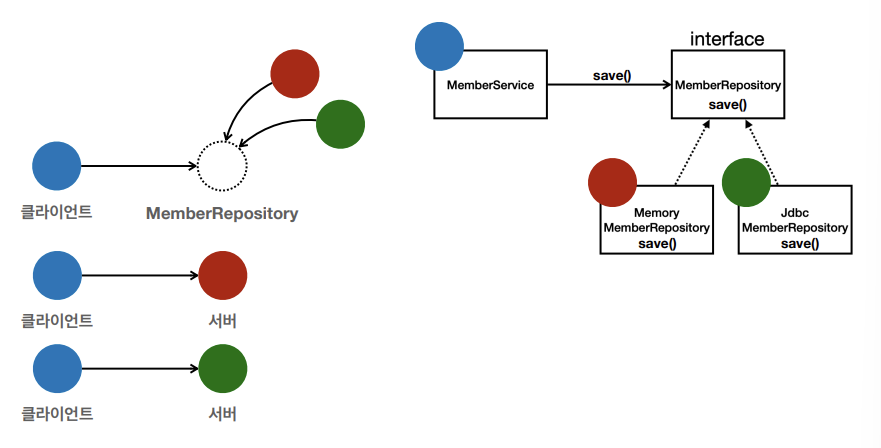 클라이언트
MemberRepository
클라이언트
서버
클라이언트
서버
interface
MemberService
save()
MemberRepository
save()
Memory
MemberRepository
save()
Jdbc
MemberRepository
save()